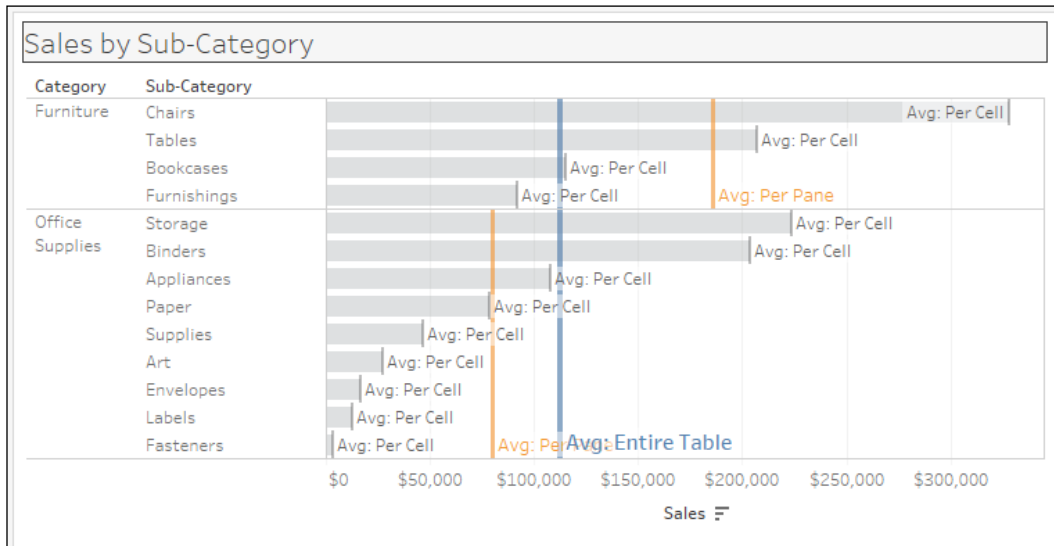 Sales by Sub-Category
Category Sub-Category
Furniture Chairs Avg: Per Cell
Tables Avg: Per Cell
Bookcases Avg: Per Cell
Furnishings Avg: Per Cell Avg: Per Pane
Office Storage Avg: Per Cell
Supplies Binders Avg: Per Cell
Appliances Avg: Per Cell
Paper Avg: Per Cell
Supplies Avg: Per Cell
Art Avg: Per Cell
Envelopes Avg: Per Cell
Labels Avg: Per Cell
Fasteners Avg: Per Cell Avg: Per Avg: Entire Table
$0 $50,000 $100,000 $150,000 $200,000 $250,000 $300,000
Sales